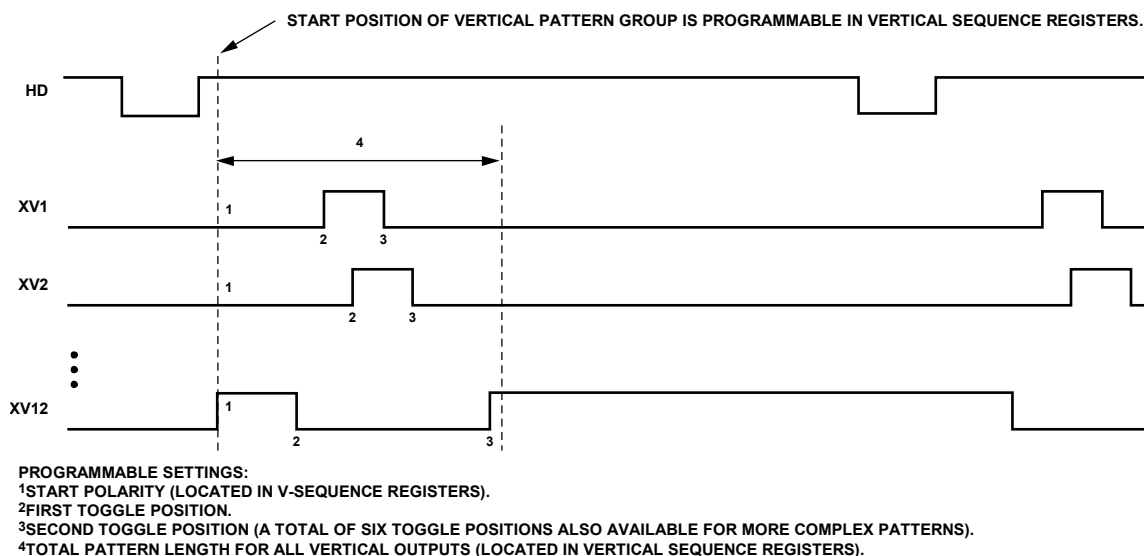 START POSITION OF VERTICAL PATTERN GROUP IS PROGRAMMABLE IN VERTICAL SEQUENCE REGISTERS.
HD
4
XV1
1
2 3
XV2
1
2 3
XV12
1
2 3
PROGRAMMABLE SETTINGS:
1START POLARITY (LOCATED IN V-SEQUENCE REGISTERS).
2FIRST TOGGLE POSITION.
3SECOND TOGGLE POSITION (A TOTAL OF SIX TOGGLE POSITIONS ALSO AVAILABLE FOR MORE COMPLEX PATTERNS).
4TOTAL PATTERN LENGTH FOR ALL VERTICAL OUTPUTS (LOCATED IN VERTICAL SEQUENCE REGISTERS).